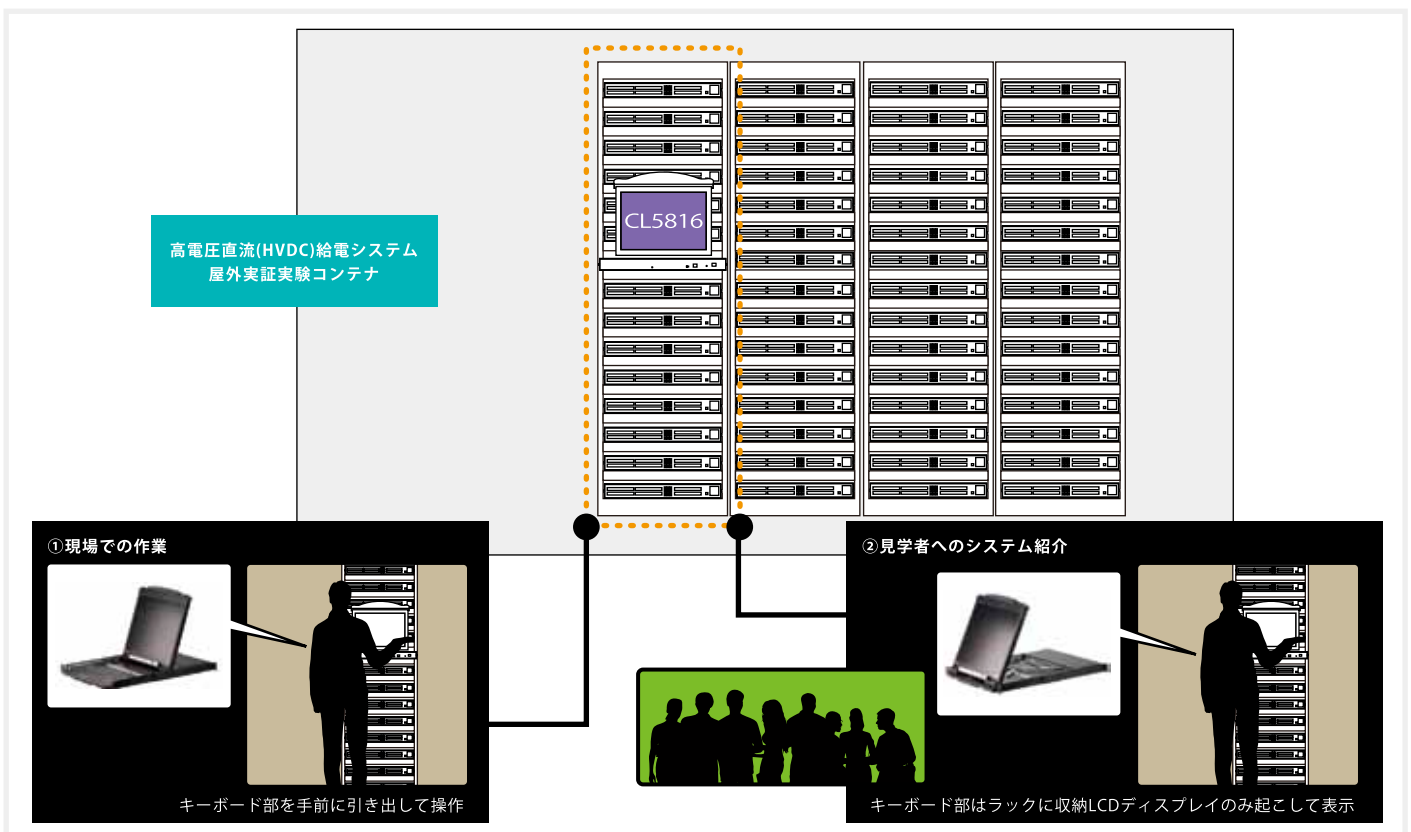 CL5816
高電圧直流(HVDC)給電システム
屋外実証実験コンテナ
①現場での作業
キーボード部を手前に引き出して操作
②見学者へのシステム紹介
キーボード部はラックに収納LCDディスプレイのみ起こして表示